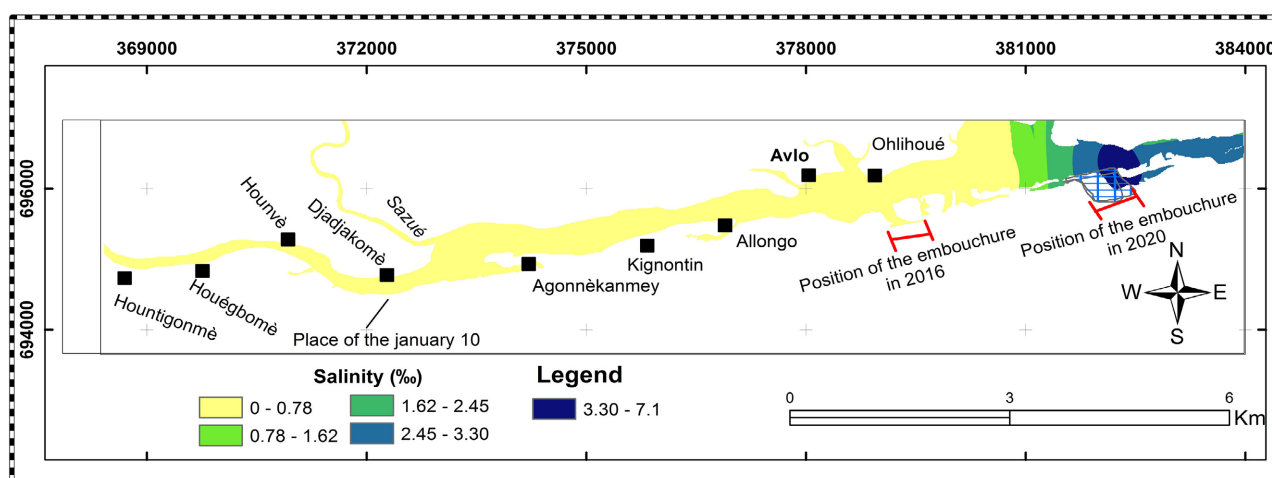 369000 372000 375000 378000 381000 384000
696000
694000
Avlo
Ohlihoué
Hounvè
Djadjakomè
Sazué
Allongo
Kignontin
Agonnèkanmey
Hountigonmè
Houégbomè
Place of the january 10
Position of the embouchure
in 2016
Position of the embouchure
in 2020
N
W E
S
Salinity (‰)
Legend
0 - 0.78
0.78 - 1.62
1.62 - 2.45
2.45 - 3.30
3.30 - 7.1
0 3 6
Km